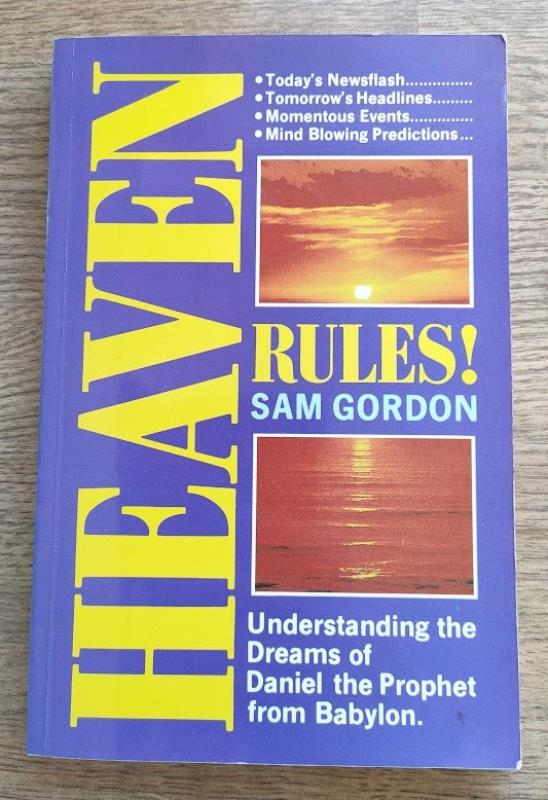 HEAVEN
•Today's Newsflash...............
•Tomorrow's Headlines.........
•Momentous Events..............
•Mind Blowing Predictions...
RULES!
SAM GORDON
Understanding the
Dreams of
Daniel the Prophet
from Babylon.